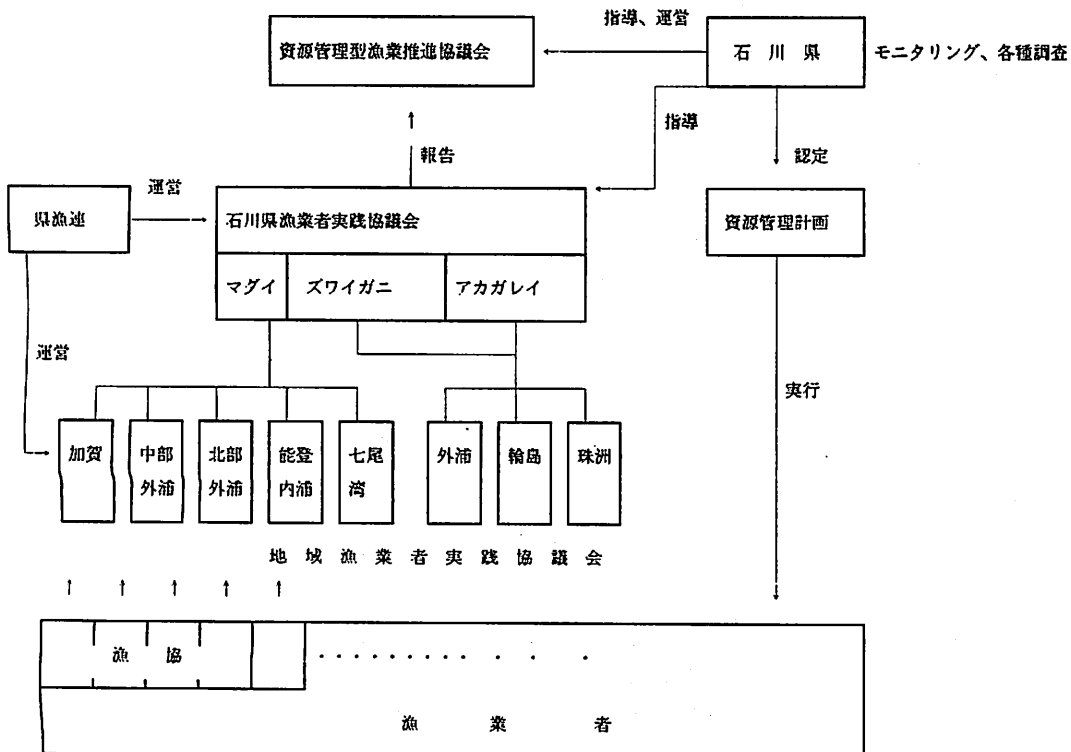 指導、運営
資源管理型漁業推進協議会
石川県
モニタリング、各種調査
指導
報告
認定
運営
県漁連
石川県漁業者実践協議会
資源管理計画
マダイ
ズワイガニ
アカガレイ
運営
実行
加賀
中部
外浦
北部
外浦
能登
内浦
七尾
湾
外浦
輪島
珠洲
地域漁業者実践協議会
漁協
・・・・・・・・・・・・・
漁業者